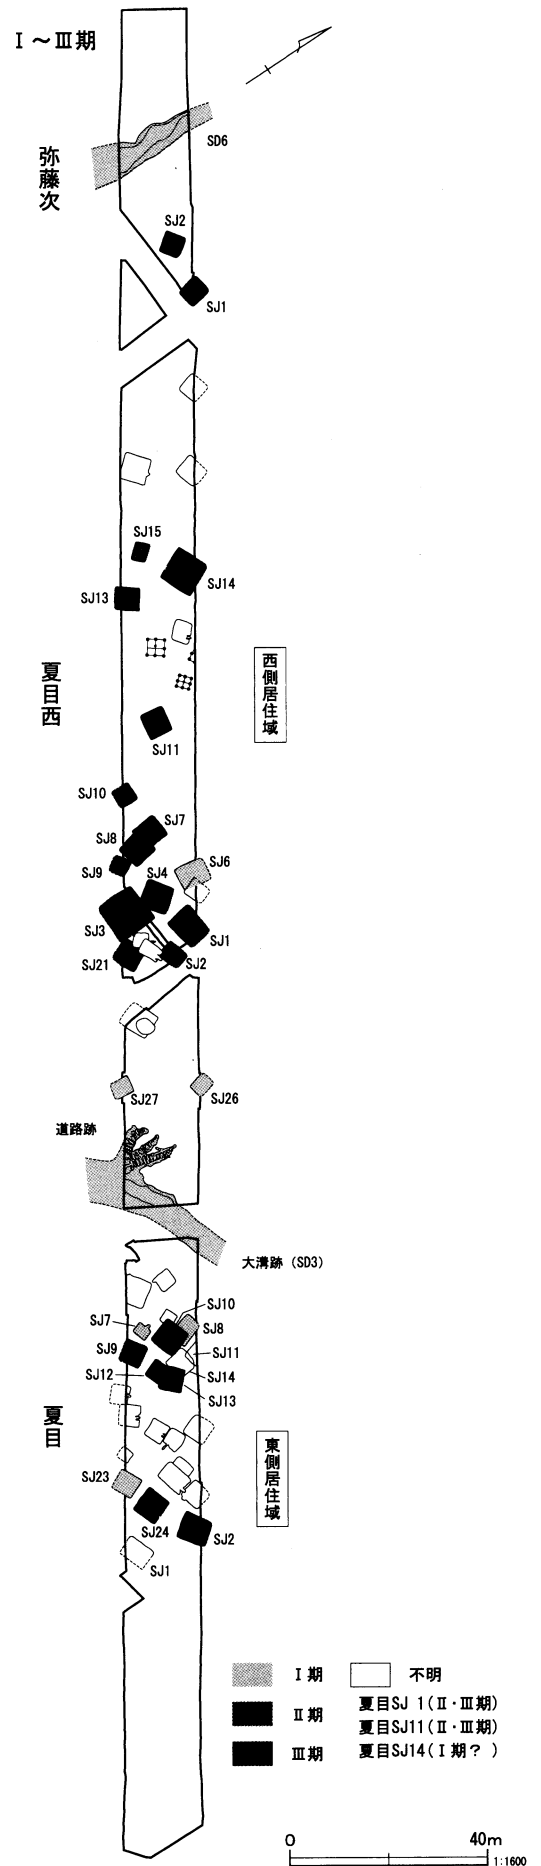 Ⅰ～Ⅲ期
SD6
弥藤次
SJ2
SJ1
SJ15
SJ14
SJ13
夏目西
西側居住域
SJ11
SJ10
SJ7
SJ8
SJ6
SJ9
SJ4
SJ3
SJ1
SJ21
SJ2
SJ27
SJ26
道路跡
大溝跡（SD3）
SJ10
SJ7
SJ8
SJ9
SJ11
SJ12
SJ14
SJ13
夏目
東側居住域
SJ23
SJ24
SJ2
SJ1
Ⅰ期
不明
Ⅱ期
夏目SJ 1(Ⅱ・Ⅲ期)
夏目SJ11(Ⅱ・Ⅲ期)
Ⅲ期
夏目SJ14(Ⅰ期？ )
0
40m
1:1600